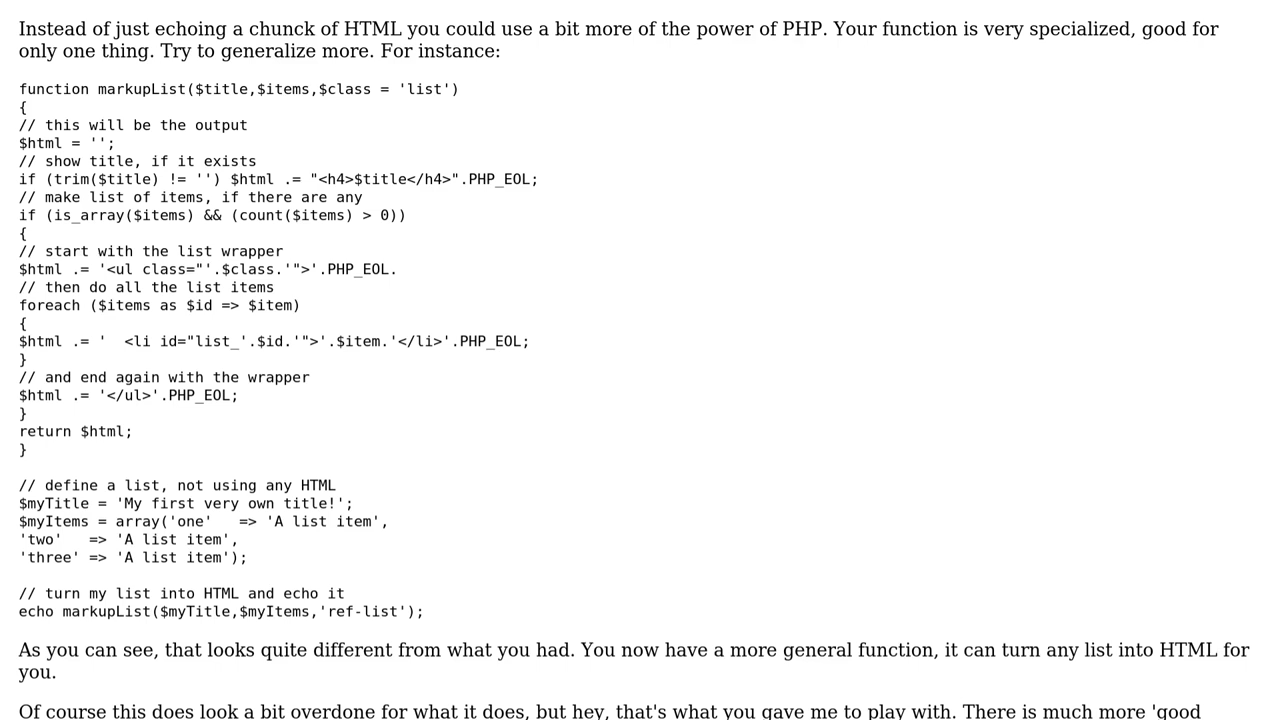 Instead of just echoing a chunck of HTML you could use a bit more of the power of PHP. Your function is very specialized, good for
only one thing. Try to generalize more. For instance:
function markupList($title,$items,$class = 'list')
{
// this will be the output
$html = '';
// show title, if it exists
if (trim($title) != '') $html .= "<h4>$title</h4>".PHP_EOL;
// make list of items, if there are any
if (is_array($items) && (count($items) > 0))
{
// start with the list wrapper
$html .= '<ul class="'.$class.'">'.PHP_EOL.
// then do all the list items
foreach ($items as $id => $item)
{
$html .= '  <li id="list_'.$id.'">'.$item.'</li>'.PHP_EOL;
}
// and end again with the wrapper
$html .= '</ul>'.PHP_EOL;
}
return $html;
}
// define a list, not using any HTML
$myTitle = 'My first very own title!';
$myItems = array('one'   => 'A list item',
'two'   => 'A list item',
'three' => 'A list item');
// turn my list into HTML and echo it
echo markupList($myTitle,$myItems,'ref-list');
As you can see, that looks quite different from what you had. You now have a more general function, it can turn any list into HTML for
you.
Of course this does look a bit overdone for what it does, but hey, that's what you gave me to play with. There is much more 'good